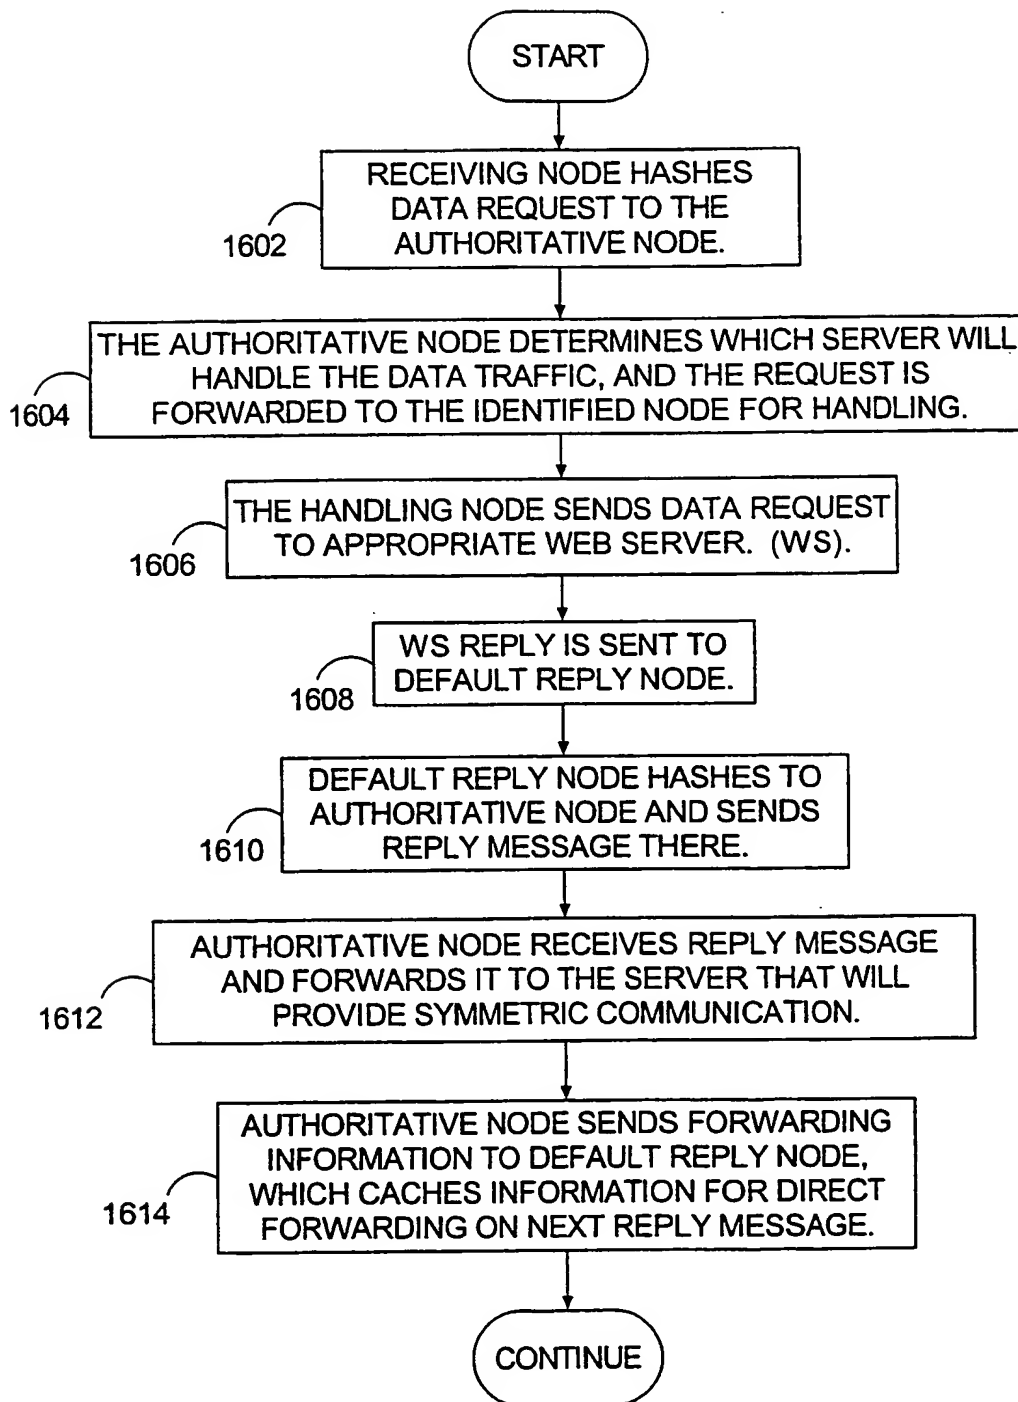 START
RECEIVING NODE HASHES
DATA REQUEST TO THE
AUTHORITATIVE NODE.
1602
THE AUTHORITATIVE NODE DETERMINES WHICH SERVER WILL
HANDLE THE DATA TRAFFIC, AND THE REQUEST IS
FORWARDED TO THE IDENTIFIED NODE FOR HANDLING.
1604
THE HANDLING NODE SENDS DATA REQUEST
TO APPROPRIATE WEB SERVER. (WS).
1606
WS REPLY IS SENT TO
DEFAULT REPLY NODE.
1608
DEFAULT REPLY NODE HASHES TO
AUTHORITATIVE NODE AND SENDS
REPLY MESSAGE THERE.
1610
AUTHORITATIVE NODE RECEIVES REPLY MESSAGE
AND FORWARDS IT TO THE SERVER THAT WILL
PROVIDE SYMMETRIC COMMUNICATION.
1612
AUTHORITATIVE NODE SENDS FORWARDING
INFORMATION TO DEFAULT REPLY NODE,
WHICH CACHES INFORMATION FOR DIRECT
FORWARDING ON NEXT REPLY MESSAGE.
1614
CONTINUE